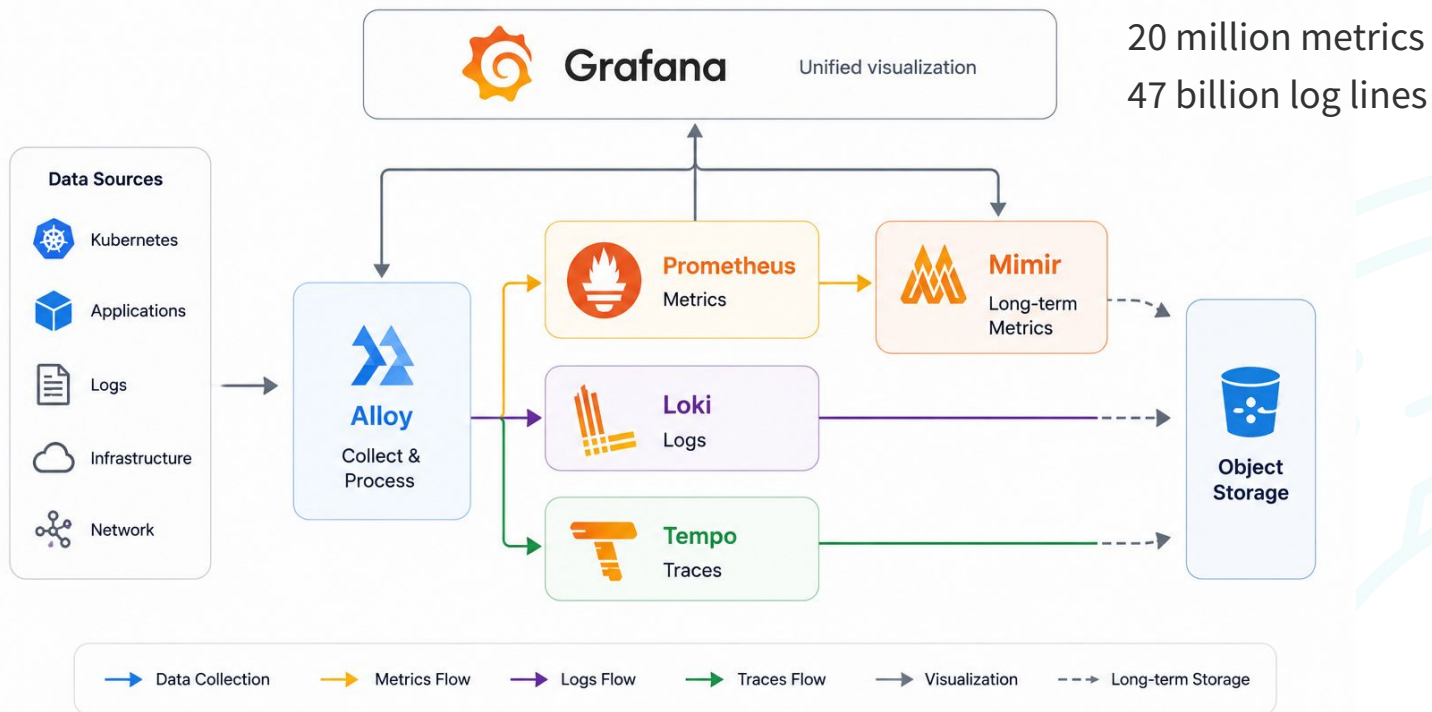 Grafana
Unified visualization
20 million metrics
47 billion log lines
Data Sources
Kubernetes
Applications
Logs
Infrastructure
Network
Alloy
Collect &
Process
Prometheus
Metrics
Mimir
Long-term
Metrics
Loki
Logs
Tempo
Traces
Object
Storage
Data Collection
Metrics Flow
Logs Flow
Traces Flow
Visualization
Long-term Storage